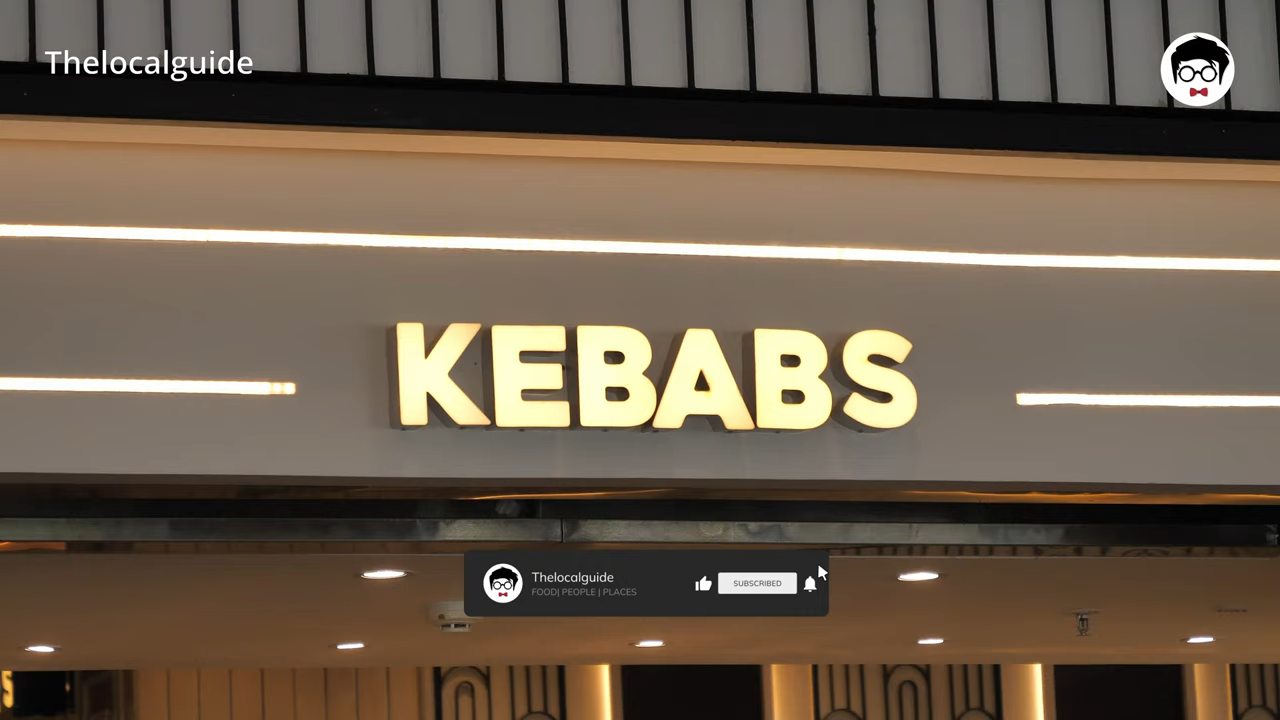 Thelocalguide
KEBABS
Thelocalguide
FOOD| PEOPLE | PLACES
SUBSCRIBED